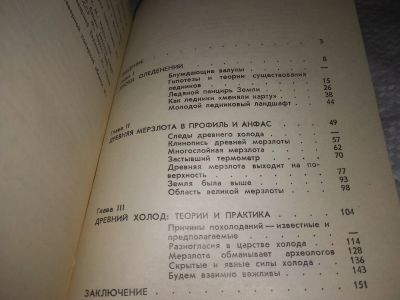 3
ОЛЕДЕНЕНИЙ
8
Блуждающие валуны
—
Гипотезы и теории существования
ледников
15
Ледяной панцирь Земли
26
Как ледники «меняли карту»
38
Молодой ледниковый ландшафт
44
Глава II
ДРЕВНЯЯ МЕРЗЛОТА В ПРОФИЛЬ И АНФАС
49
Следы древнего холода
—
Клинопись древней мерзлоты
57
Многослойная мерзлота
62
Застывший термометр
70
Древняя мерзлота выходит на по-
верхность
77
Земля была выше
93
Область великой мерзлоты
98
Глава III
ДРЕВНИЙ ХОЛОД: ТЕОРИИ И ПРАКТИКА
104
Причины похолоданий — известные и
предполагаемые
—
Разногласия в царстве холода
114
Мерзлота обманывает археологов
128
Скрытые и явные силы холода
136
Будем взаимно вежливы
143
ЗАКЛЮЧЕНИЕ
151